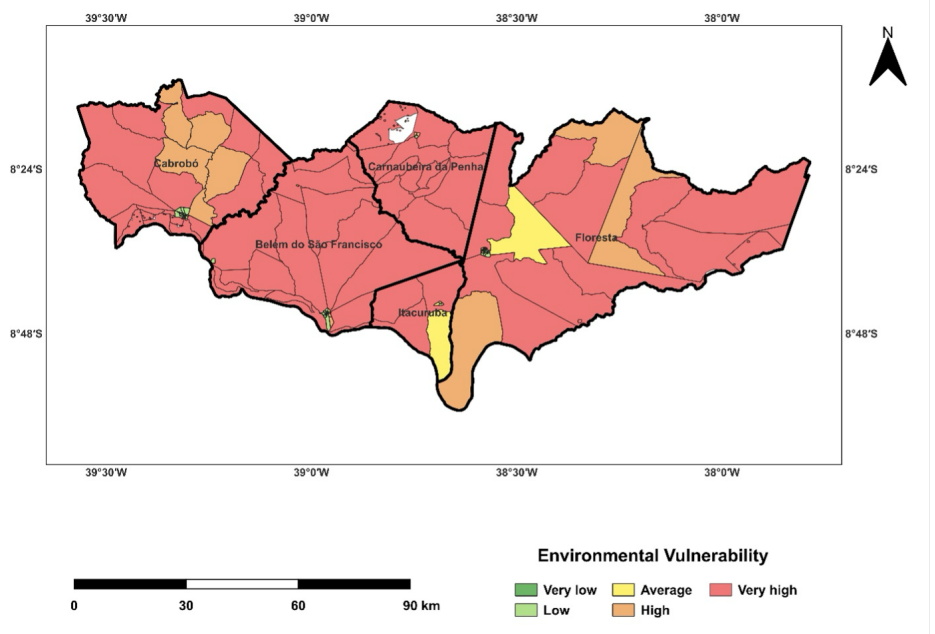 39°30'W 39°0'W 38°30'W 38°0'W
N
8°24'S 8°24'S
Cabrobó
Carnaubeira da Penha
Floresta
Belém do São Francisco
Itacuruba
8°48'S 8°48'S
39°30'W 39°0'W 38°30'W 38°0'W
Environmental Vulnerability
Very low Average Very high
Low High
0 30 60 90 km